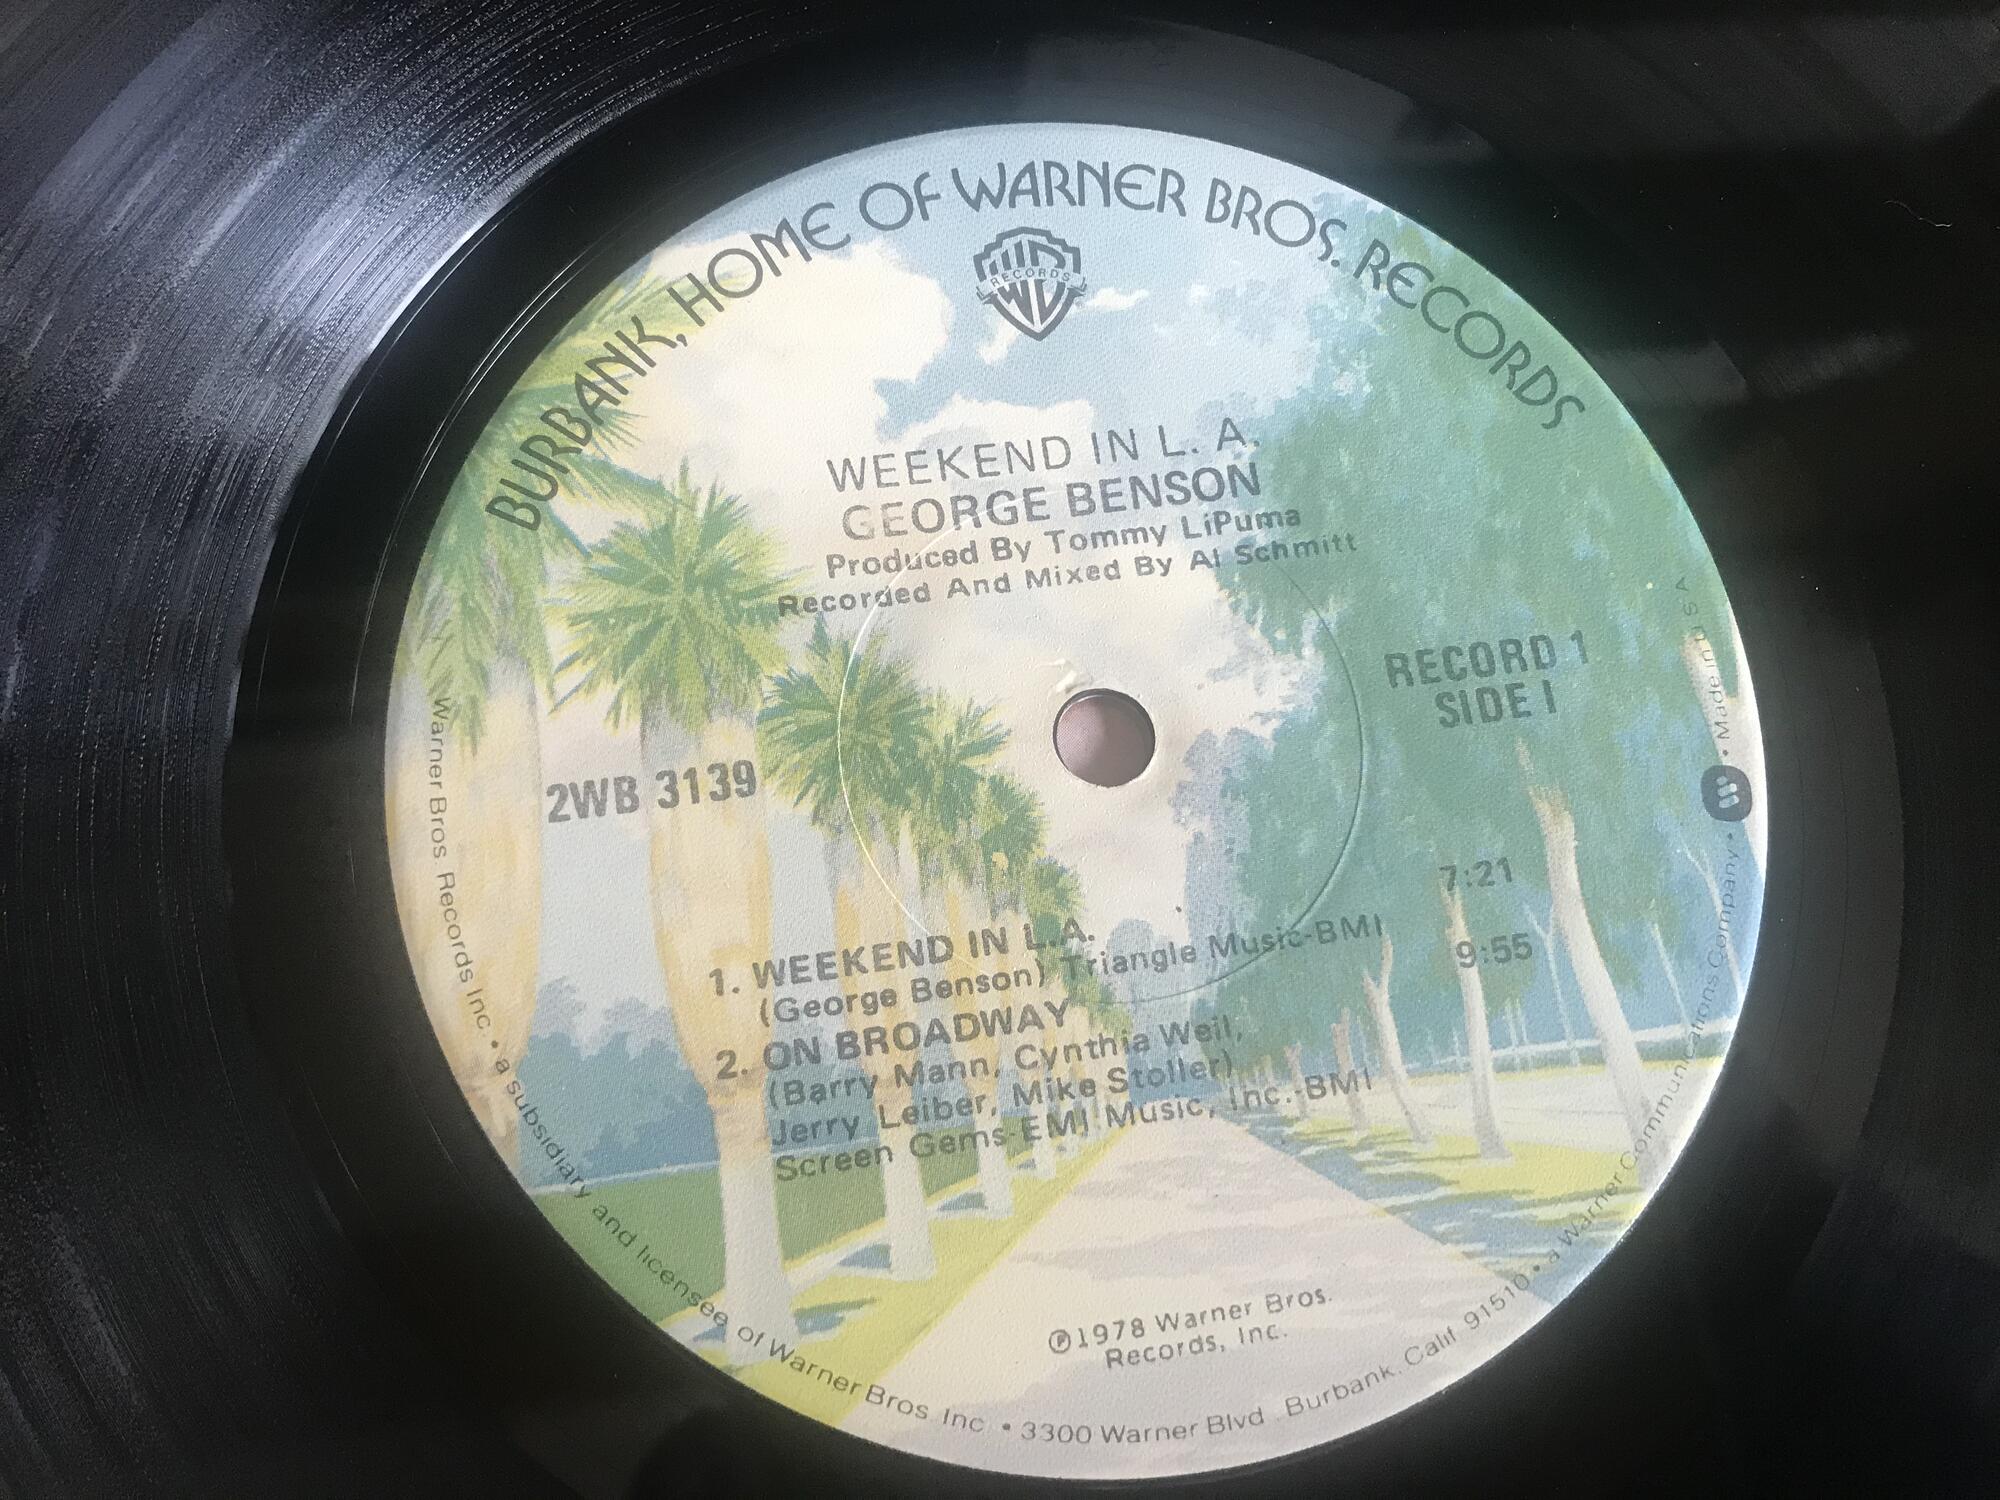 BURBANK, HOME OF WARNER BROS. RECORDS
RECORDS
WEEKEND IN L. A.
GEORGE BENSON
Produced By Tommy LiPuma
Recorded And Mixed By Al Schmitt
RECORD 1
SIDE I
2WB 3139
1. WEEKEND IN L.A. 7:21
(George Benson) Triangle Music-BMI
2. ON BROADWAY 9:55
(Barry Mann, Cynthia Weil,
Jerry Leiber, Mike Stoller)
Screen Gems-EMI Music, Inc.-BMI
℗1978 Warner Bros.
Records, Inc.
Warner Bros. Records Inc. • a subsidiary and licensee of Warner Bros. Inc. • 3300 Warner Blvd. Burbank. Calif. 91510 • a Warner Communications Company • Made in U S A